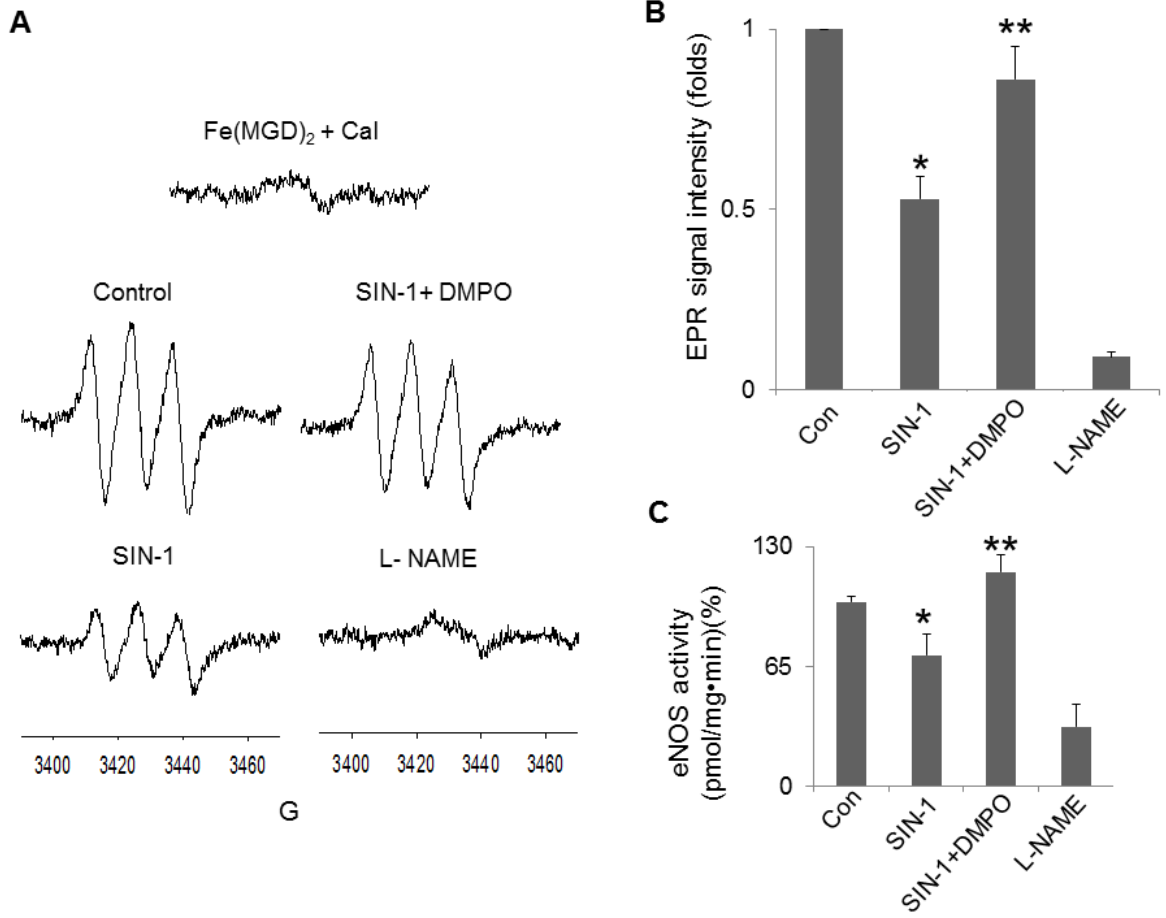 A
Fe(MGD)₂ + CaI
Control
SIN-1+ DMPO
SIN-1
L- NAME
3400 3420 3440 3460
3400 3420 3440 3460
G
B
EPR signal intensity (folds)
1
0.5
0
*
**
Con
SIN-1
SIN-1+DMPO
L-NAME
C
eNOS activity
(pmol/mg•min)(%)
130
65
0
*
**
Con
SIN-1
SIN-1+DMPO
L-NAME